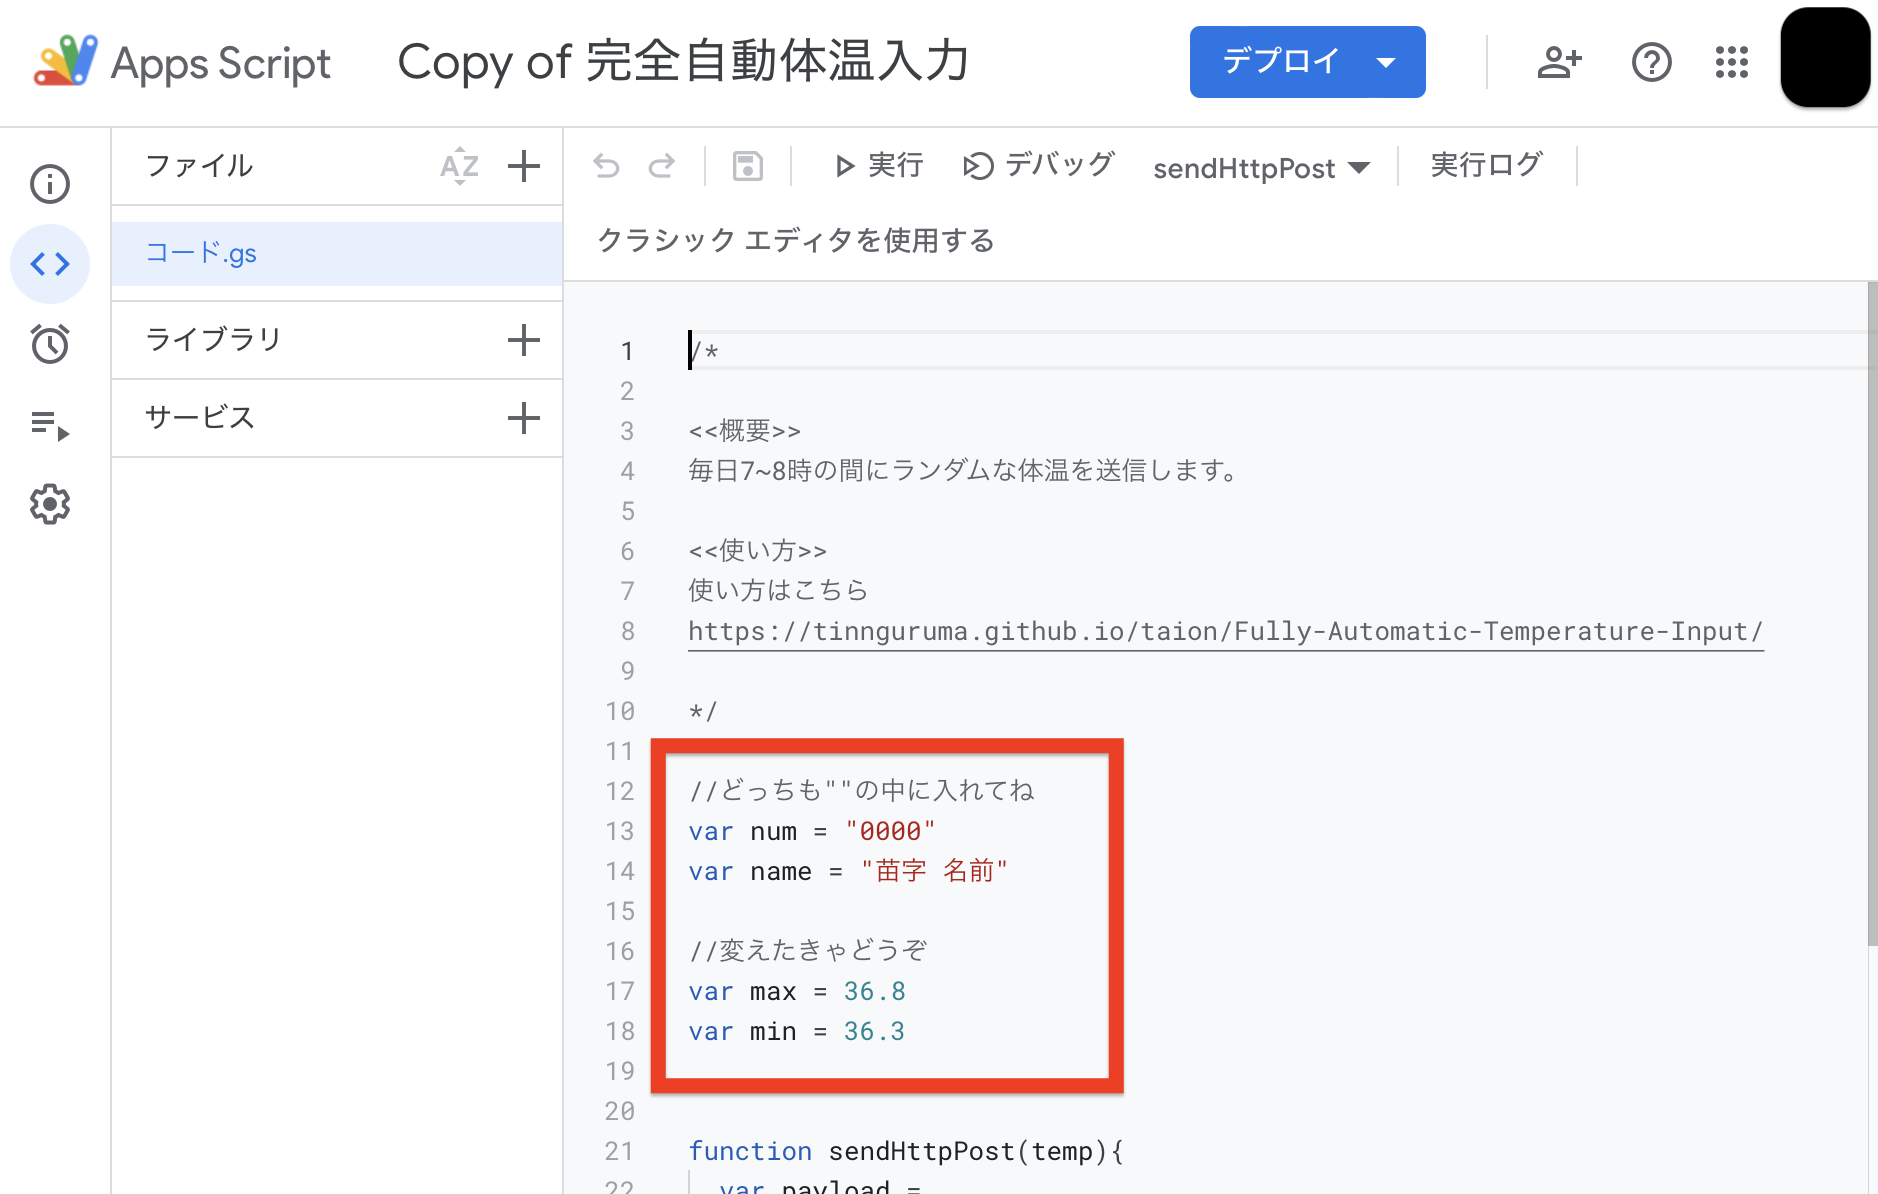 Apps Script
Copy of 完全自動体温入力
デプロイ
ファイル
AZ
コード.gs
ライブラリ
サービス
実行
デバッグ
sendHttpPost
実行ログ
クラシック エディタを使用する
1 /*
2
3 <<概要>>
4 毎日7~8時の間にランダムな体温を送信します。
5
6 <<使い方>>
7 使い方はこちら
8 https://tinnguruma.github.io/taion/Fully-Automatic-Temperature-Input/
9
10 */
11
12 //どっちも""の中に入れてね
13 var num = "0000"
14 var name = "苗字 名前"
15
16 //変えたきゃどうぞ
17 var max = 36.8
18 var min = 36.3
19
20
21 function sendHttpPost(temp){
22 var payload =